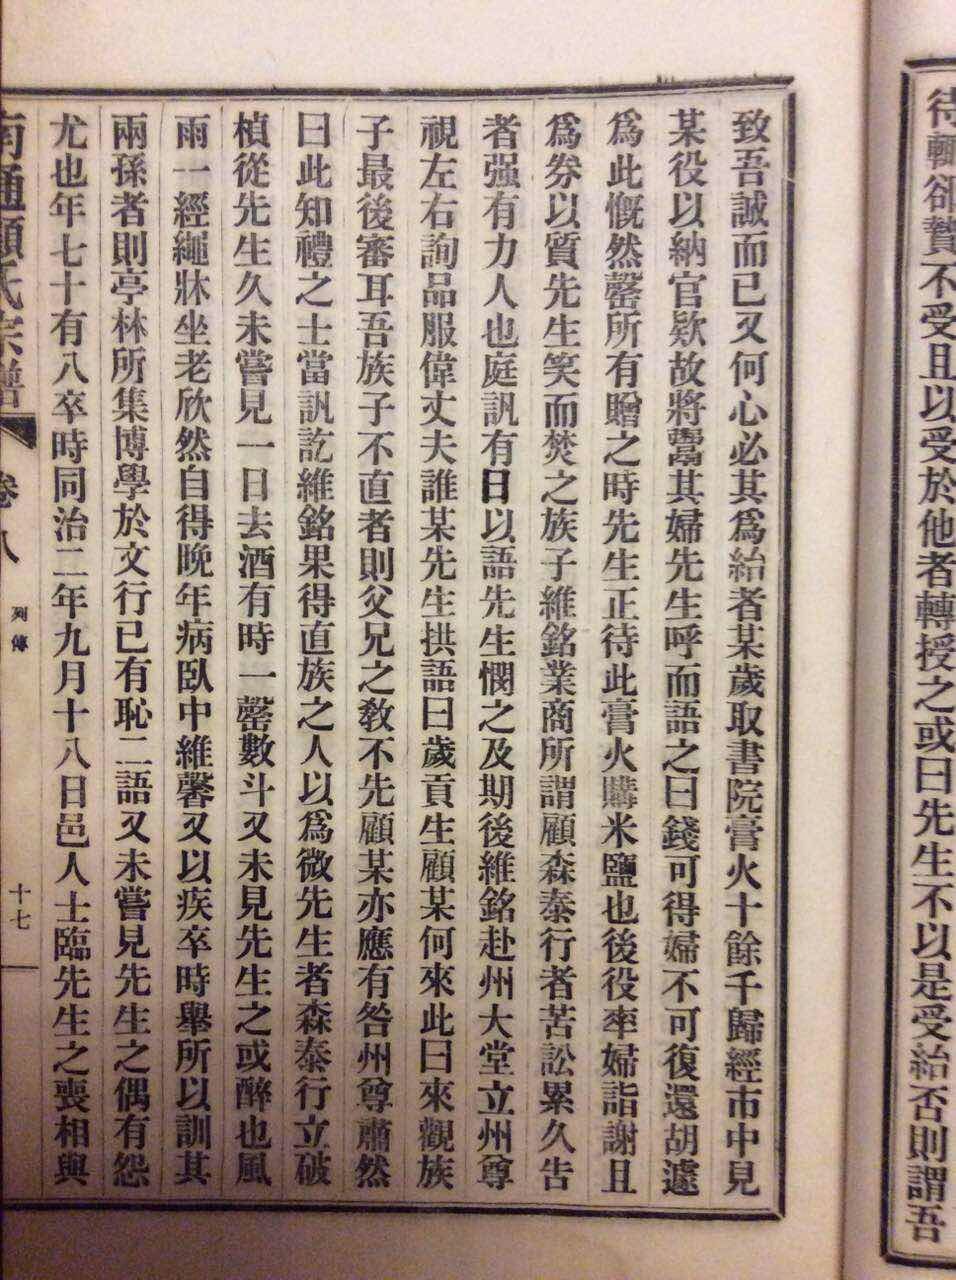 待輙卻贄不受且以受於他者轉授之或曰先生不以是受紿否則謂吾
致吾誠而已又何心必其爲紿者某歲取書院膏火十餘千歸經市中見
某役以納官欵故將鬻其婦先生呼而語之曰錢可得婦不可復還胡遽
爲此慨然罄所有贈之時先生正待此膏火購米鹽也後役率婦詣謝且
爲券以質先生笑而焚之族子維銘業商所謂顧森泰行者苦訟累久告
者强有力人也庭訊有日以語先生憫之及期後維銘赴州大堂立州尊
視左右詢品服偉丈夫誰某先生拱語曰歲貢生顧某何來此曰來觀族
子最後審耳吾族子不直者則父兄之教不先顧某亦應有咎州尊肅然
曰此知禮之士當訊訖維銘果得直族之人以爲微先生者森泰行立破
楨從先生久未嘗見一日去酒有時一罄數斗又未見先生之或醉也風
雨一經繩牀坐老欣然自得晚年病臥中維馨又以疾卒時舉所以訓其
兩孫者則亭林所集博學於文行已有恥二語又未嘗見先生之偶有怨
尤也年七十有八卒時同治二年九月十八日邑人士臨先生之喪相與
南通顧氏宗譜 卷八 列傳 十七